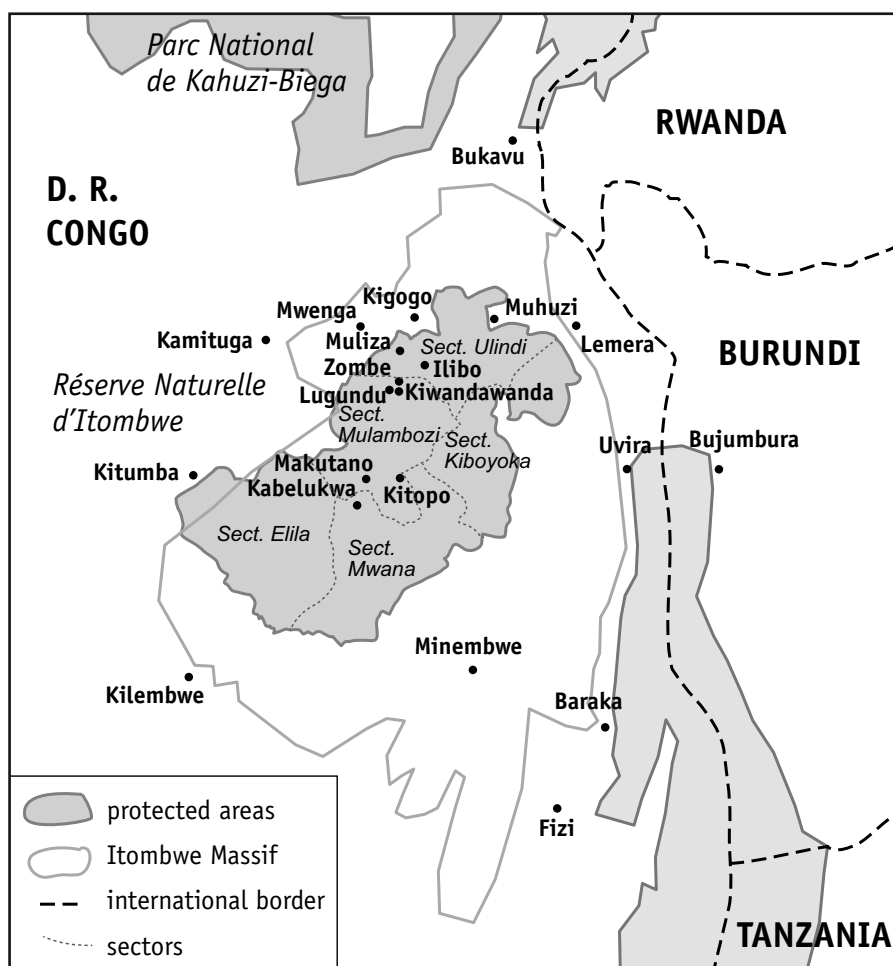 Parc National
de Kahuzi-Biega
RWANDA
Bukavu
D. R.
CONGO
Kigogo
Mwenga
Muhuzi
Kamituga
Muliza
Sect. Ulindi
Lemera
BURUNDI
Zombe
Ilibo
Réserve Naturelle
d'Itombwe
Lugundu
Kiwandawanda
Sect.
Mulambozi
Sect.
Kiboyoka
Uvira
Bujumbura
Kitumba
Makutano
Kabelukwa
Kitopo
Sect. Elila
Sect.
Mwana
Minembwe
Kilembwe
Baraka
Fizi
protected areas
Itombwe Massif
international border
sectors
TANZANIA